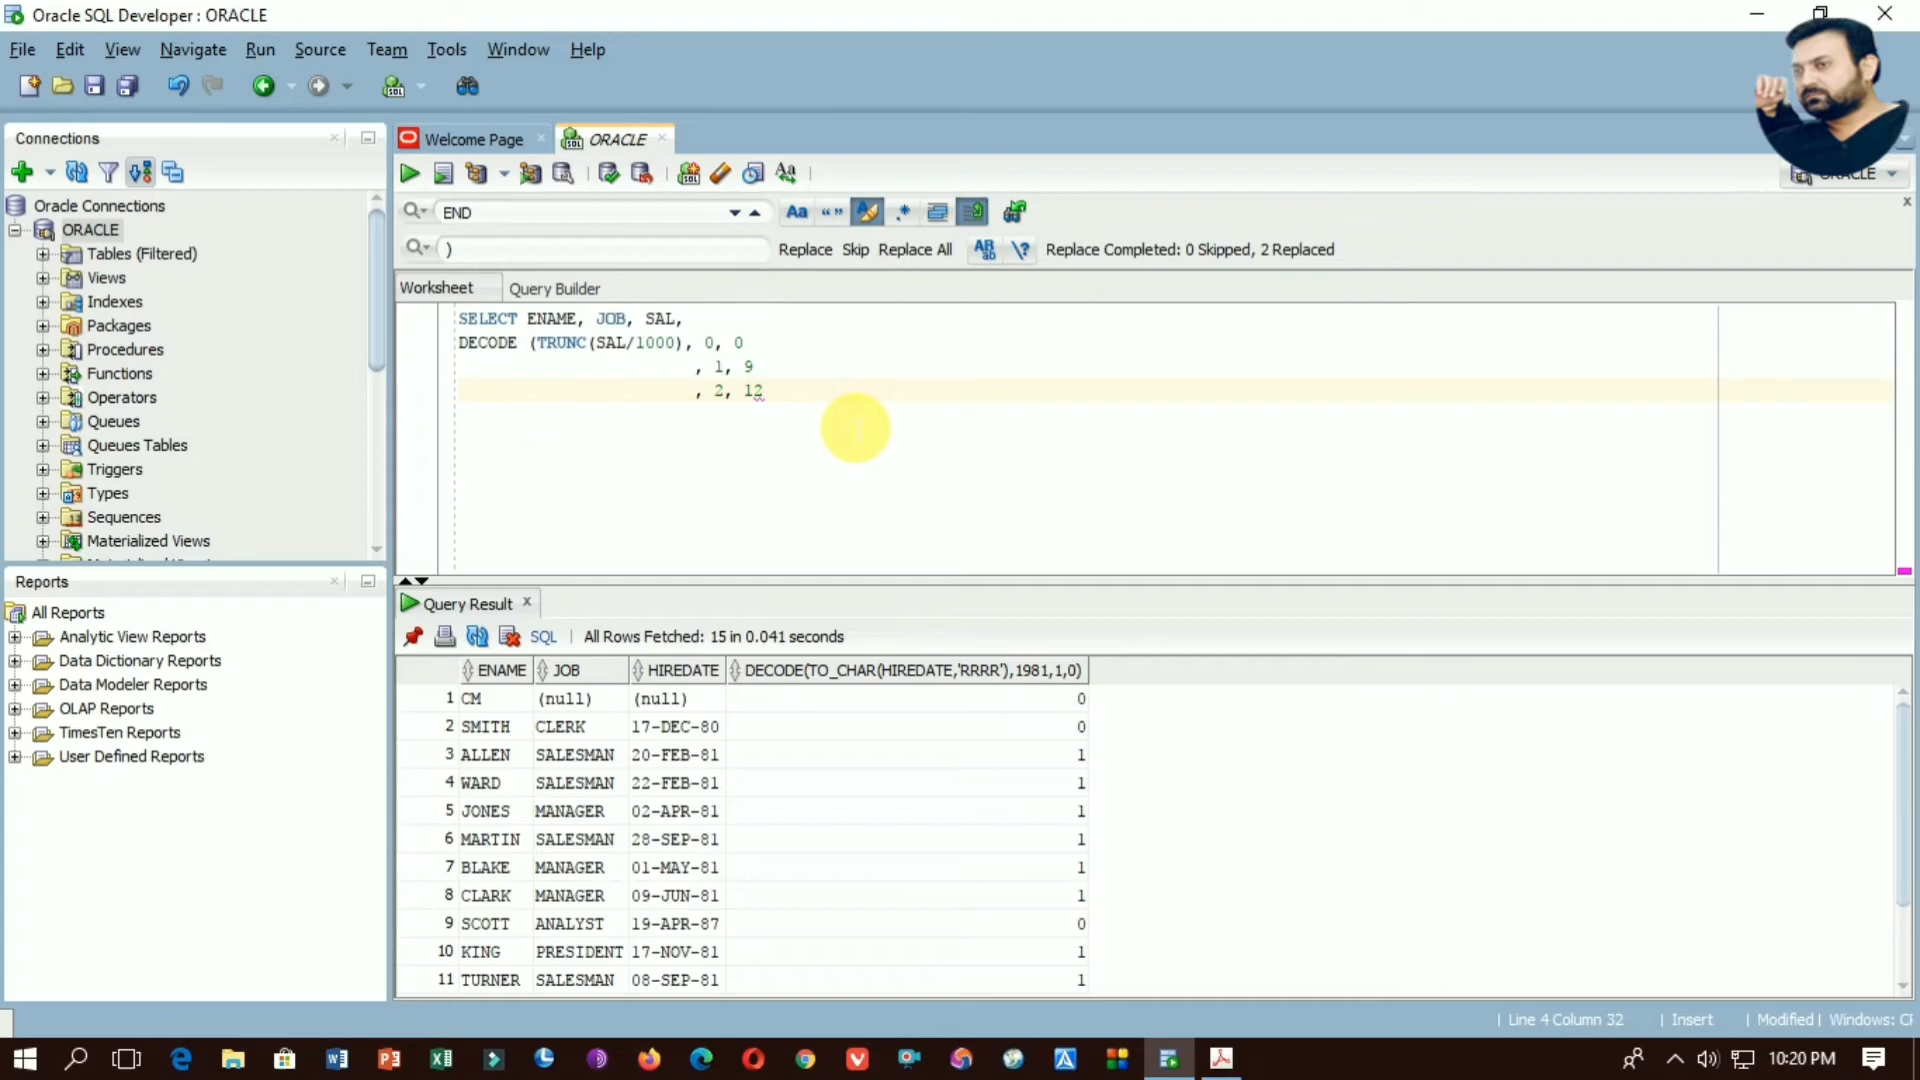 Oracle SQL Developer : ORACLE
File Edit View Navigate Run Source Team Tools Window Help
Connections
Oracle Connections
ORACLE
Tables (Filtered)
Views
Indexes
Packages
Procedures
Functions
Operators
Queues
Queues Tables
Triggers
Types
Sequences
Materialized Views
Reports
All Reports
Analytic View Reports
Data Dictionary Reports
Data Modeler Reports
OLAP Reports
TimesTen Reports
User Defined Reports
Welcome Page
ORACLE
ORACLE
END
)
Replace Skip Replace All Replace Completed: 0 Skipped, 2 Replaced
Worksheet Query Builder
SELECT ENAME, JOB, SAL,
DECODE (TRUNC(SAL/1000), 0, 0
, 1, 9
, 2, 12
Query Result
SQL | All Rows Fetched: 15 in 0.041 seconds
ENAME JOB HIREDATE DECODE(TO_CHAR(HIREDATE,'RRRR'),1981,1,0)
1 CM (null) (null) 0
2 SMITH CLERK 17-DEC-80 0
3 ALLEN SALESMAN 20-FEB-81 1
4 WARD SALESMAN 22-FEB-81 1
5 JONES MANAGER 02-APR-81 1
6 MARTIN SALESMAN 28-SEP-81 1
7 BLAKE MANAGER 01-MAY-81 1
8 CLARK MANAGER 09-JUN-81 1
9 SCOTT ANALYST 19-APR-87 0
10 KING PRESIDENT 17-NOV-81 1
11 TURNER SALESMAN 08-SEP-81 1
| Line 4 Column 32 | Insert | Modified | Windows: CF
10:20 PM